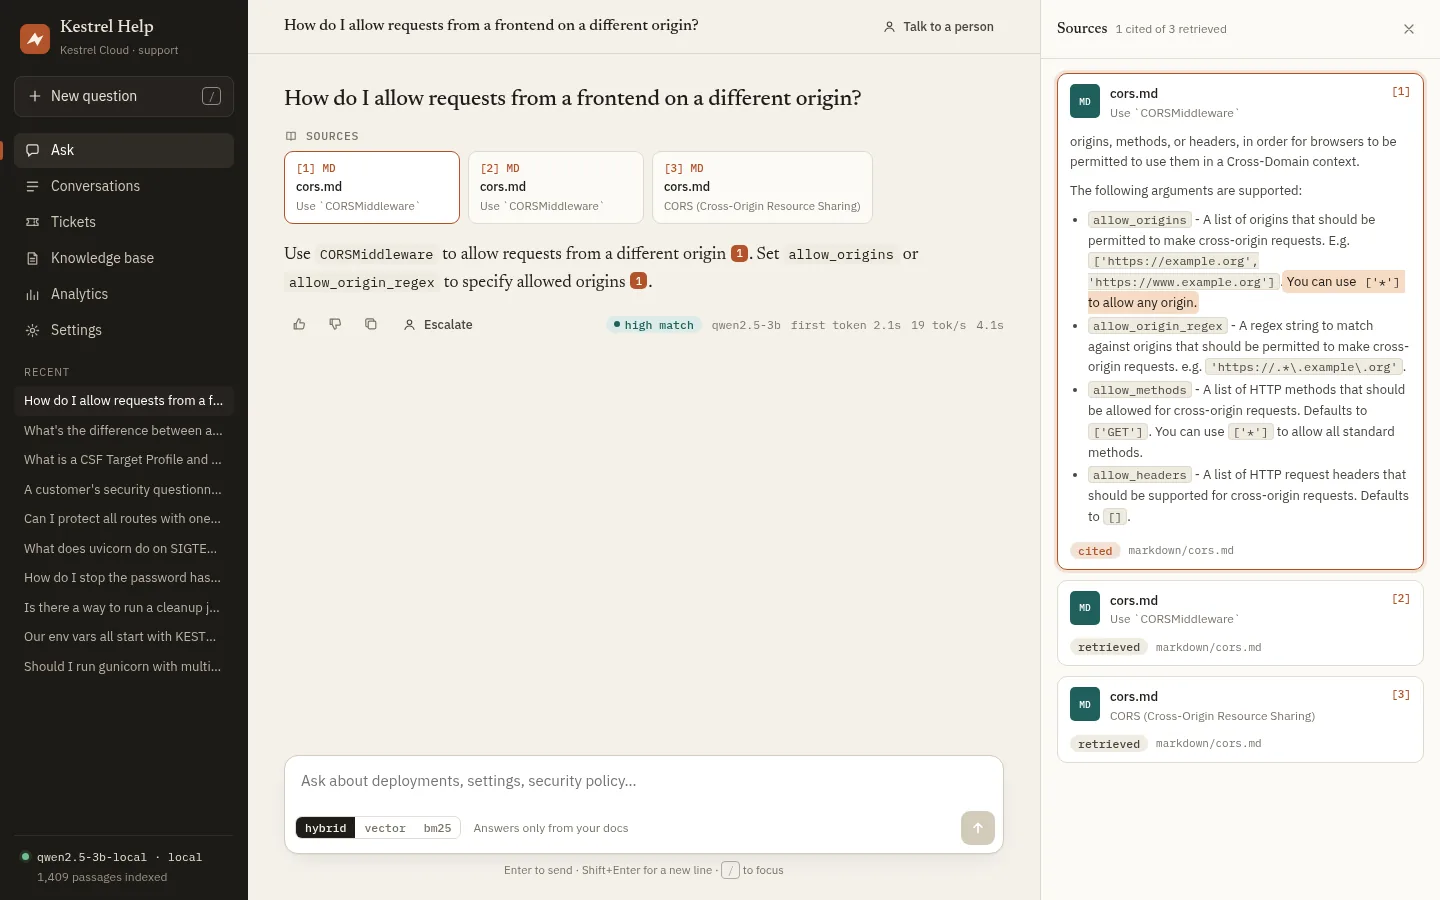 Kestrel Help
Kestrel Cloud · support
New question /
Ask
Conversations
Tickets
Knowledge base
Analytics
Settings
RECENT
How do I allow requests from a f...
What's the difference between a...
What is a CSF Target Profile and ...
A customer's security questionn...
Can I protect all routes with one...
What does uvicorn do on SIGTE...
How do I stop the password has...
Is there a way to run a cleanup j...
Our env vars all start with KEST...
Should I run gunicorn with multi...
qwen2.5-3b-local · local
1,409 passages indexed
How do I allow requests from a frontend on a different origin?
Talk to a person
How do I allow requests from a frontend on a different origin?
SOURCES
[1] MD
cors.md
Use `CORSMiddleware`
[2] MD
cors.md
Use `CORSMiddleware`
[3] MD
cors.md
CORS (Cross-Origin Resource Sharing)
Use CORSMiddleware to allow requests from a different origin 1. Set allow_origins or
allow_origin_regex to specify allowed origins 1.
Escalate
high match qwen2.5-3b first token 2.1s 19 tok/s 4.1s
Ask about deployments, settings, security policy...
hybrid vector bm25 Answers only from your docs
Enter to send · Shift+Enter for a new line · / to focus
Sources 1 cited of 3 retrieved
MD
cors.md [1]
Use `CORSMiddleware`
origins, methods, or headers, in order for browsers to be
permitted to use them in a Cross-Domain context.
The following arguments are supported:
• allow_origins - A list of origins that should be
permitted to make cross-origin requests. E.g.
['https://example.org',
'https://www.example.org']. You can use ['*']
to allow any origin.
• allow_origin_regex - A regex string to match
against origins that should be permitted to make cross-
origin requests. e.g. 'https://.*\.example\.org'.
• allow_methods - A list of HTTP methods that should
be allowed for cross-origin requests. Defaults to
['GET']. You can use ['*'] to allow all standard
methods.
• allow_headers - A list of HTTP request headers that
should be supported for cross-origin requests. Defaults
to [].
cited markdown/cors.md
MD
cors.md [2]
Use `CORSMiddleware`
retrieved markdown/cors.md
MD
cors.md [3]
CORS (Cross-Origin Resource Sharing)
retrieved markdown/cors.md